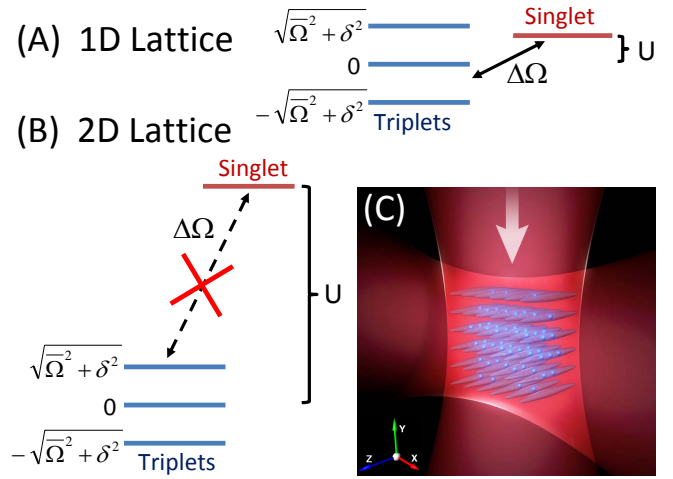 (A) 1D Lattice
√Ω̅² + δ²
0
−√Ω̅² + δ²
Triplets
Singlet
U
ΔΩ
(B) 2D Lattice
Singlet
ΔΩ
U
√Ω̅² + δ²
0
−√Ω̅² + δ²
Triplets
(C)
Y
Z
X